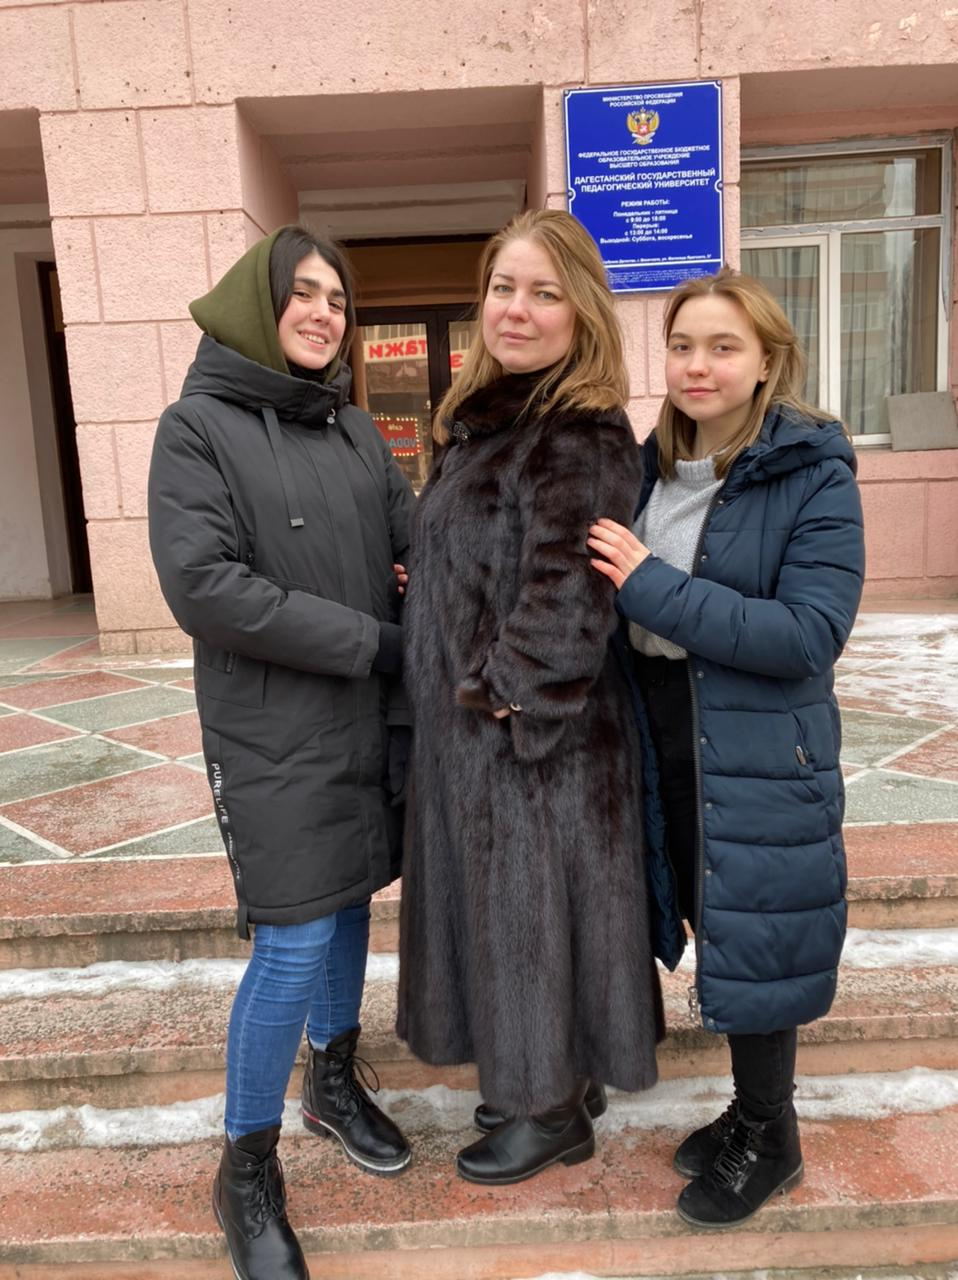 МИНИСТЕРСТВО ПРОСВЕЩЕНИЯ
РОССИЙСКОЙ ФЕДЕРАЦИИ
ФЕДЕРАЛЬНОЕ ГОСУДАРСТВЕННОЕ БЮДЖЕТНОЕ
ОБРАЗОВАТЕЛЬНОЕ УЧРЕЖДЕНИЕ
ВЫСШЕГО ОБРАЗОВАНИЯ
ДАГЕСТАНСКИЙ ГОСУДАРСТВЕННЫЙ
ПЕДАГОГИЧЕСКИЙ УНИВЕРСИТЕТ
РЕЖИМ РАБОТЫ:
Понедельник - пятница
с 9:00 до 18:00
Перерыв:
с 13:00 до 14:00
Выходной: Суббота, воскресенье
PURELIFE